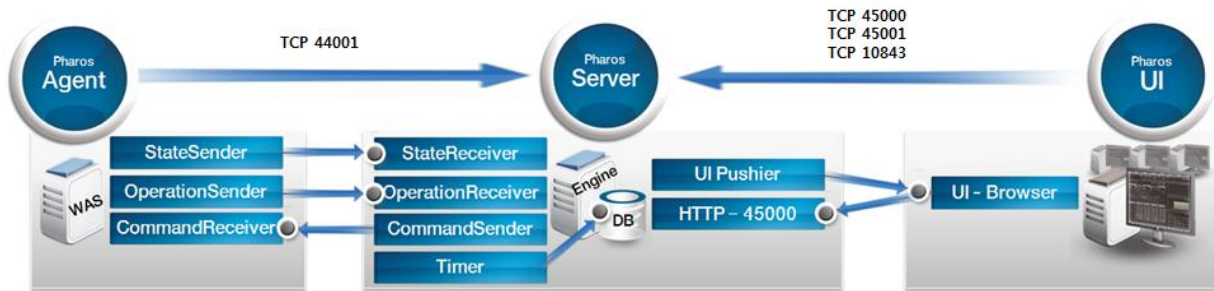 TCP 44001
TCP 45000
TCP 45001
TCP 10843
Pharos
Agent
Pharos
Server
Pharos
UI
WAS
StateSender
OperationSender
CommandReceiver
StateReceiver
OperationReceiver
CommandSender
Timer
Engine
DB
UI Pushier
HTTP - 45000
UI - Browser